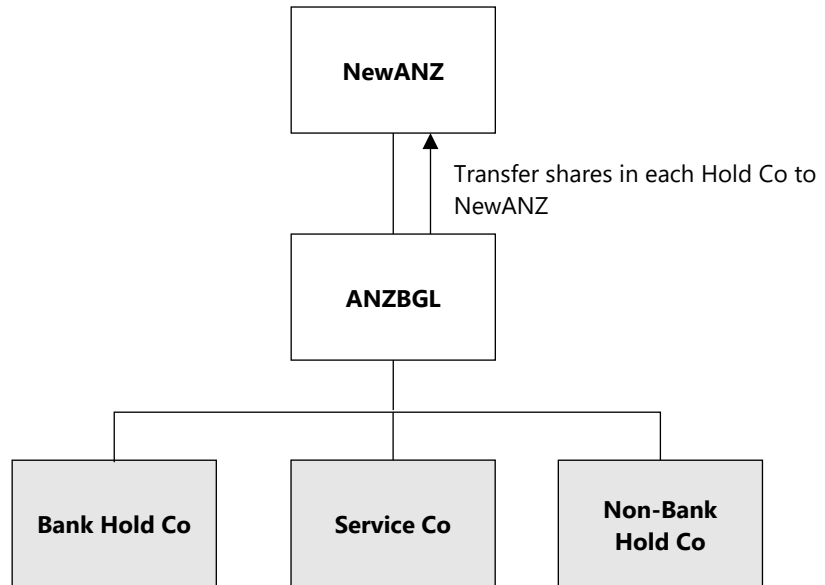 NewANZ
Transfer shares in each Hold Co to
NewANZ
ANZBGL
Bank Hold Co
Service Co
Non-Bank
Hold Co